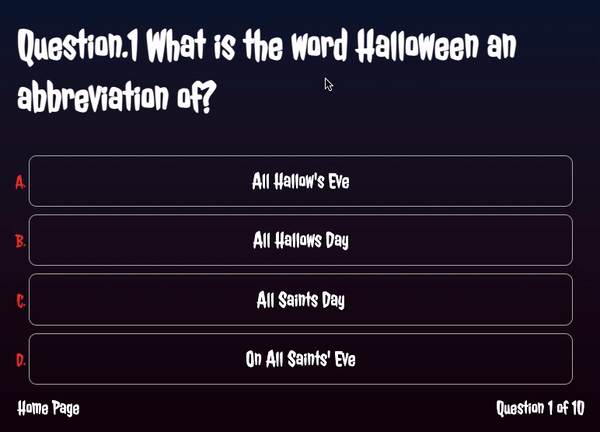 Question.1 What is the word Halloween an
abbreviation of?
A. All Hallow's Eve
B. All Hallows Day
C. All Saints Day
D. On All Saints' Eve
Home Page
Question 1 of 10